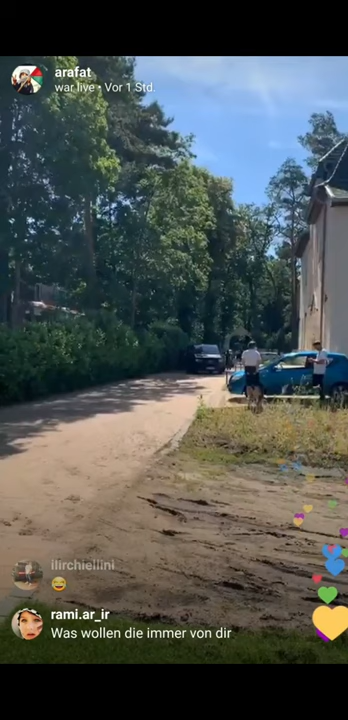 arafat
war live • Vor 1 Std.
ilirchiellini
😂
rami.ar_ir
Was wollen die immer von dir